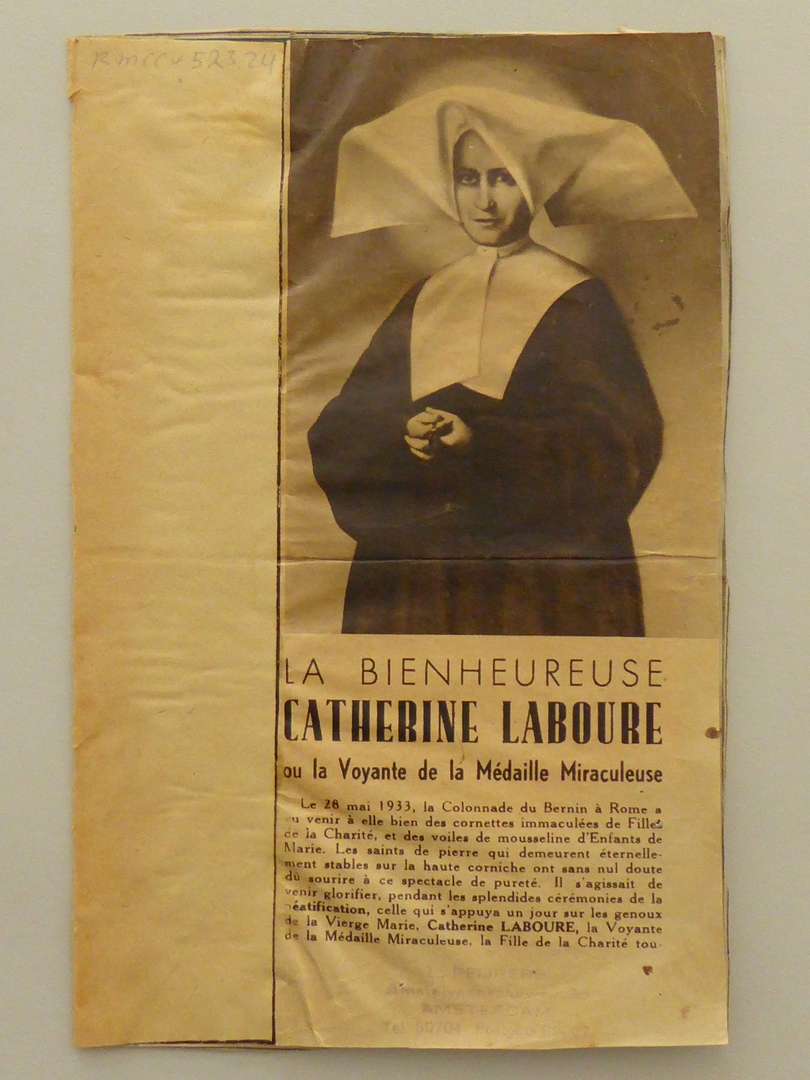 RMCC v 523.24
LA BIENHEUREUSE
CATHERINE LABOURE
ou la Voyante de la Médaille Miraculeuse
Le 28 mai 1933, la Colonnade du Bernin à Rome a
vu venir à elle bien des cornettes immaculées de Filles
de la Charité, et des voiles de mousseline d'Enfants de
Marie. Les saints de pierre qui demeurent éternelle-
ment stables sur la haute corniche ont sans nul doute
dû sourire à ce spectacle de pureté. Il s'agissait de
venir glorifier, pendant les splendides cérémonies de la
béatification, celle qui s'appuya un jour sur les genoux
de la Vierge Marie, Catherine LABOURE, la Voyante
de la Médaille Miraculeuse, la Fille de la Charité tou-
AMSTERDAM
Tel.